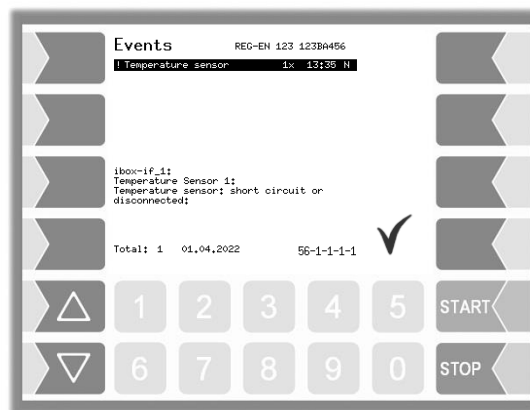 Events REG-EN 123 123BA456
! Temperature sensor 1x 13:35 N
ibox-if_1:
Temperature Sensor 1:
Temperature sensor: short circuit or
disconnected:
Total: 1 01.04.2022 56-1-1-1-1
1 2 3 4 5 START
6 7 8 9 0 STOP